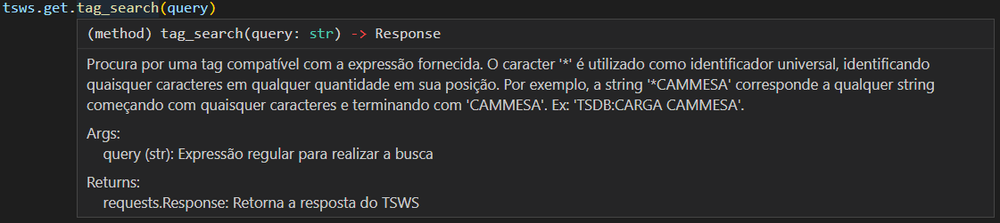 tsws.get.tag_search(query)
(method) tag_search(query: str) -> Response
Procura por uma tag compatível com a expressão fornecida. O caracter '*' é utilizado como identificador universal, identificando
quaisquer caracteres em qualquer quantidade em sua posição. Por exemplo, a string '*CAMMESA' corresponde a qualquer string
começando com quaisquer caracteres e terminando com 'CAMMESA'. Ex: 'TSDB:CARGA CAMMESA'.
Args:
query (str): Expressão regular para realizar a busca
Returns:
requests.Response: Retorna a resposta do TSWS